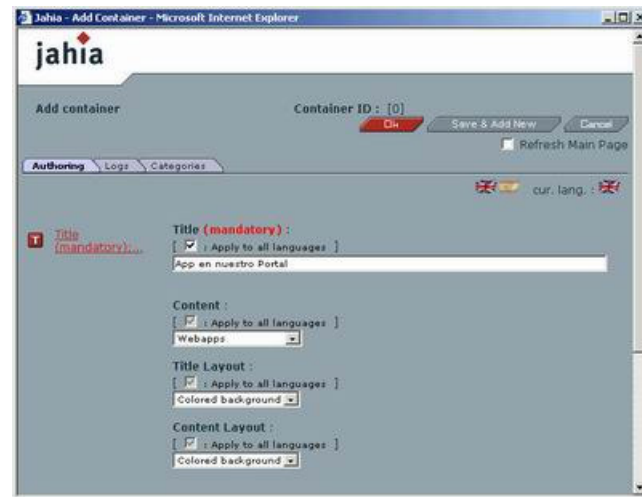 Jahia - Add Container - Microsoft Internet Explorer
jahia
Add container
Container ID : [0]
Ok Save & Add New Cancel
Refresh Main Page
Authoring Logs Categories
cur. lang. :
T Title (mandatory):...
Title (mandatory) :
[ : Apply to all languages ]
App en nuestro Portal
Content :
[ : Apply to all languages ]
Webapps
Title Layout :
[ : Apply to all languages ]
Colored background
Content Layout :
[ : Apply to all languages ]
Colored background